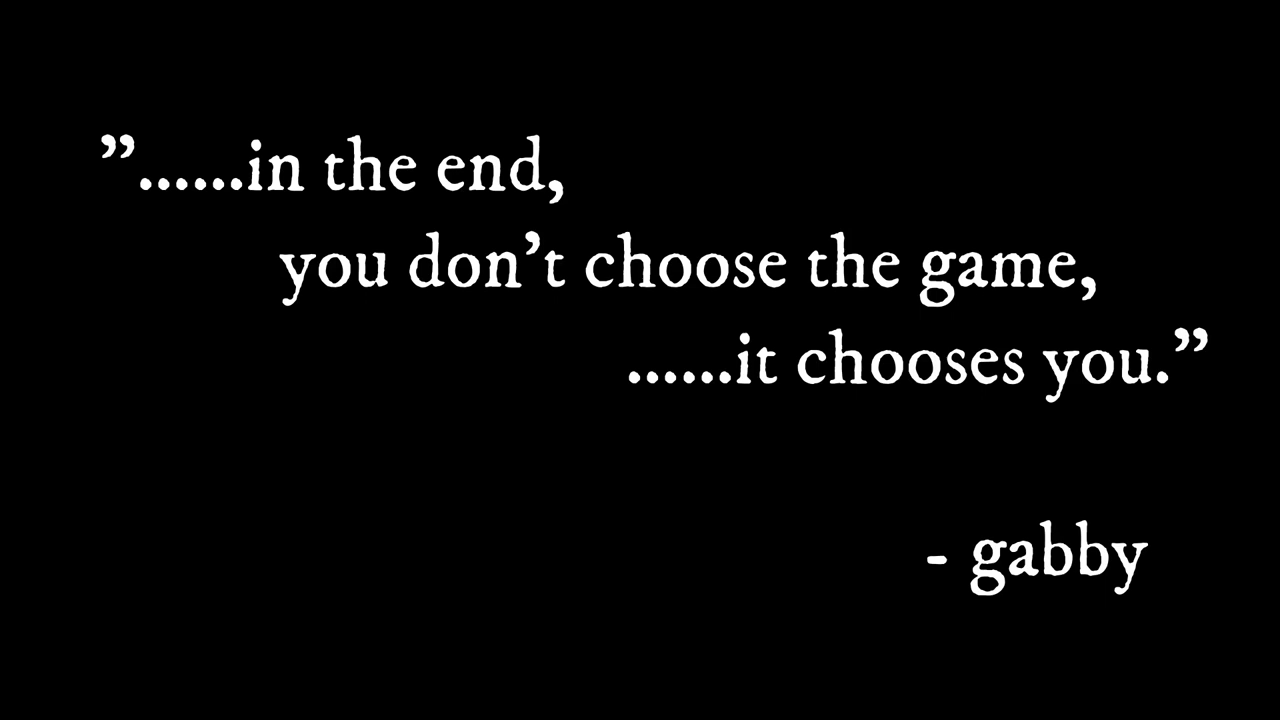 ”......in the end,
you don’t choose the game,
......it chooses you.”
- gabby